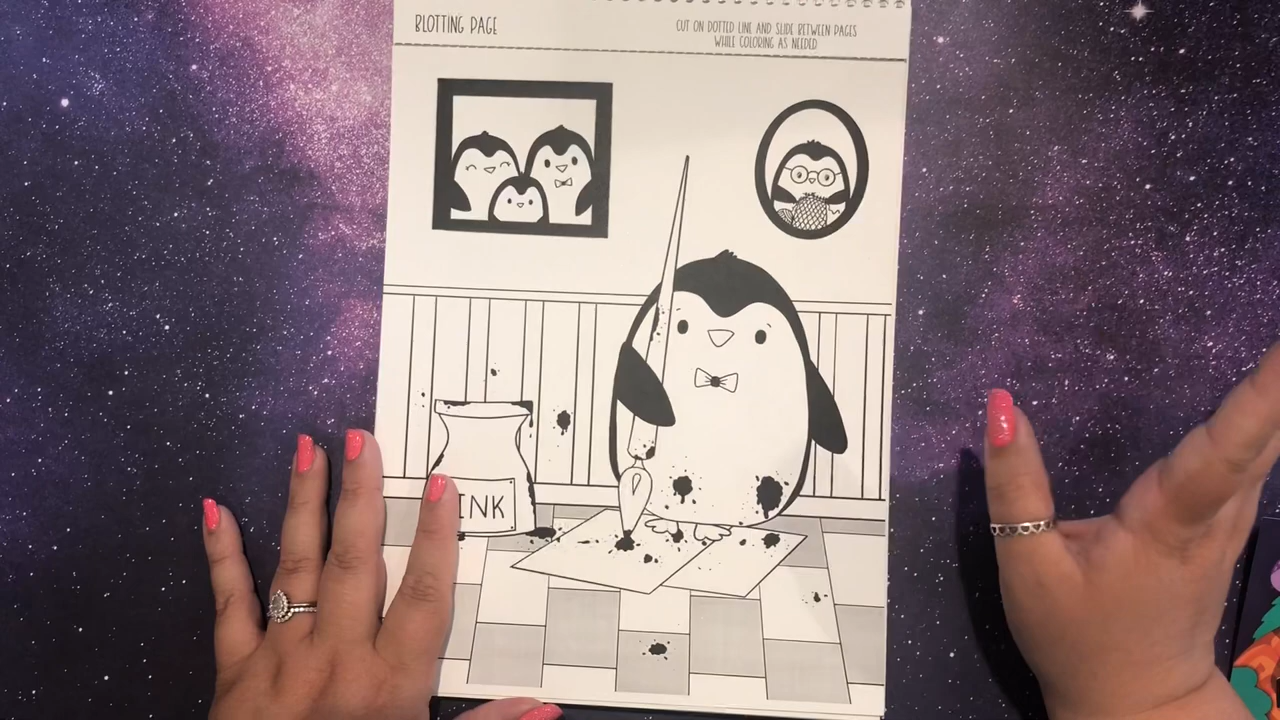 BLOTTING PAGE
CUT ON DOTTED LINE AND SLIDE BETWEEN PAGES
WHILE COLORING AS NEEDED
INK